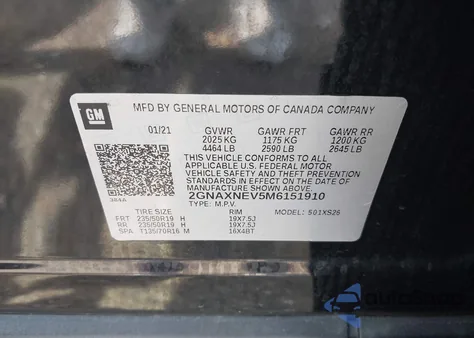 GM
MFD BY GENERAL MOTORS OF CANADA COMPANY
01/21 GVWR GAWR FRT GAWR RR
2025 KG 1175 KG 1200 KG
4464 LB 2590 LB 2645 LB
THIS VEHICLE CONFORMS TO ALL
APPLICABLE U.S. FEDERAL MOTOR
VEHICLE SAFETY AND THEFT PREVENTION
STANDARDS IN EFFECT ON THE DATE OF
MANUFACTURE SHOWN ABOVE.
384A 2GNAXNEV5M6151910
TYPE: M.P.V. MODEL: 501XS26
TIRE SIZE RIM
FRT 235/50R19 H 19X7.5J
RR 235/50R19 H 19X7.5J
SPA T135/70R16 M 16X4BT